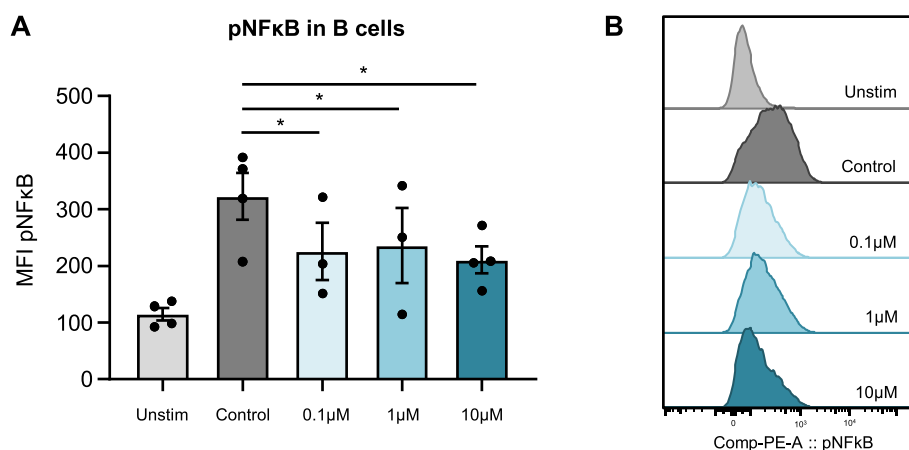 A
pNFκB in B cells
*
*
*
MFI pNFκB
500
400
300
200
100
0
Unstim
Control
0.1μM
1μM
10μM
B
Unstim
Control
0.1μM
1μM
10μM
0
10³
10⁴
Comp-PE-A :: pNFkB